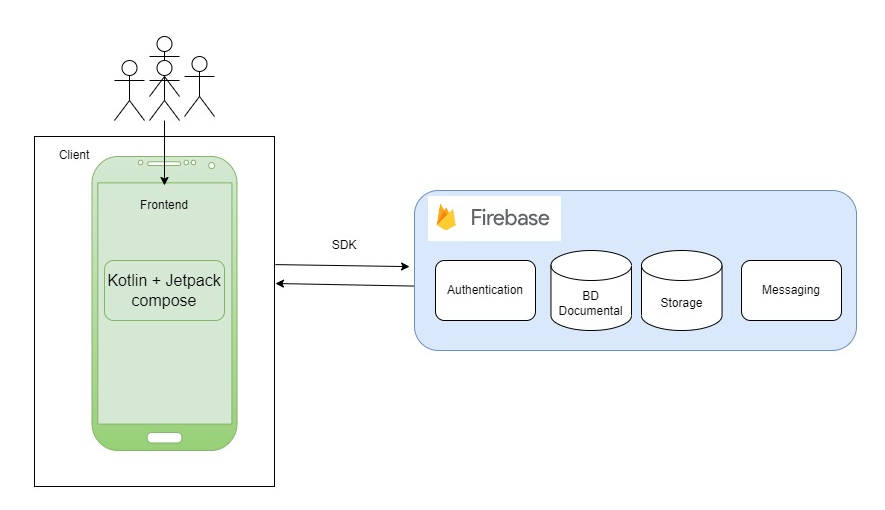 Client
Frontend
Kotlin + Jetpack
compose
SDK
Firebase
Authentication
BD
Documental
Storage
Messaging